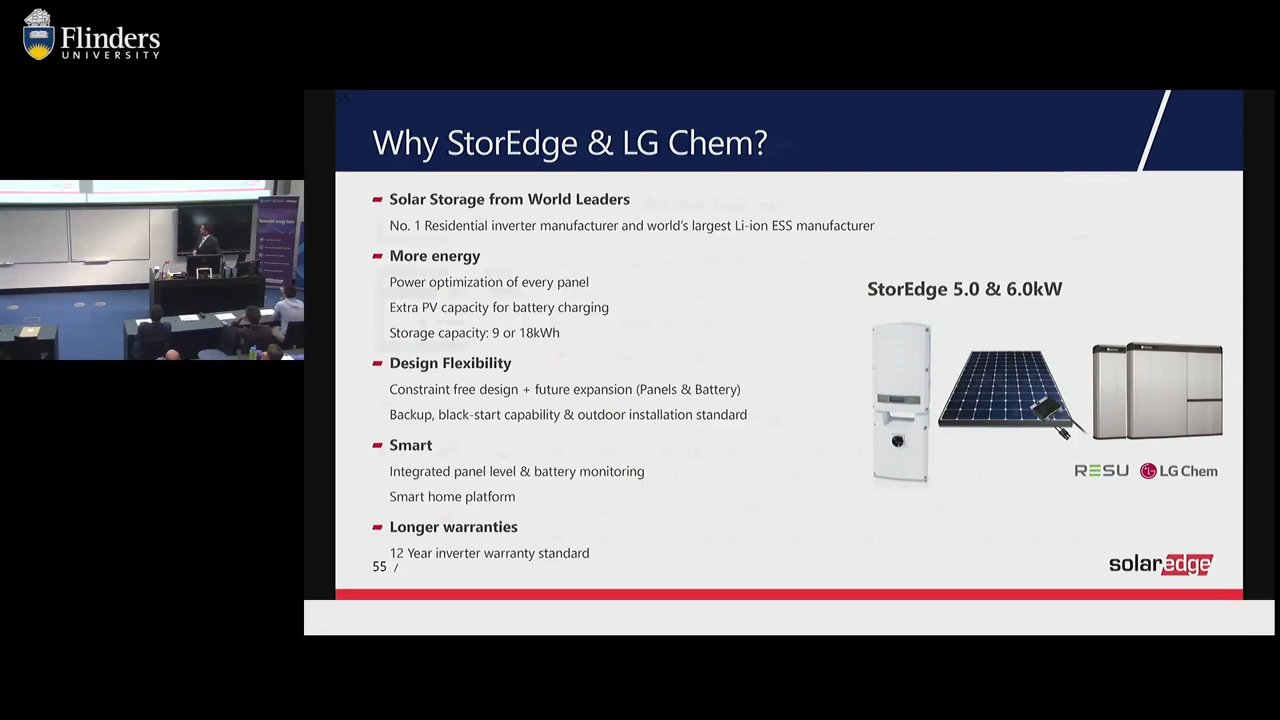 Flinders
UNIVERSITY
55
Why StorEdge & LG Chem?
Solar Storage from World Leaders
No. 1 Residential inverter manufacturer and world's largest Li-ion ESS manufacturer
More energy
Power optimization of every panel
Extra PV capacity for battery charging
Storage capacity: 9 or 18kWh
Design Flexibility
Constraint free design + future expansion (Panels & Battery)
Backup, black-start capability & outdoor installation standard
Smart
Integrated panel level & battery monitoring
Smart home platform
Longer warranties
12 Year inverter warranty standard
55 /
StorEdge 5.0 & 6.0kW
RESU LG Chem
solaredge